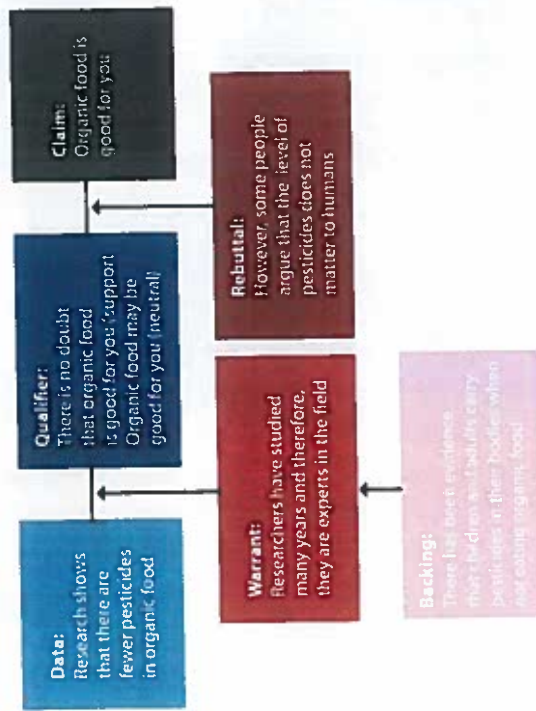 Data:
Research shows
that there are
fewer pesticides
in organic food
Qualifier:
There is no doubt
that organic food
is good for you (support
Organic food may be
good for you (neutral)
Claim:
Organic food is
good for you
Warrant:
Researchers have studied
many years and therefore,
they are experts in the field
Rebuttal:
However, some people
argue that the level of
pesticides does not
matter to humans
Backing:
There has been evidence
that children
carry
pesticides in their bodies when
not eating organic food